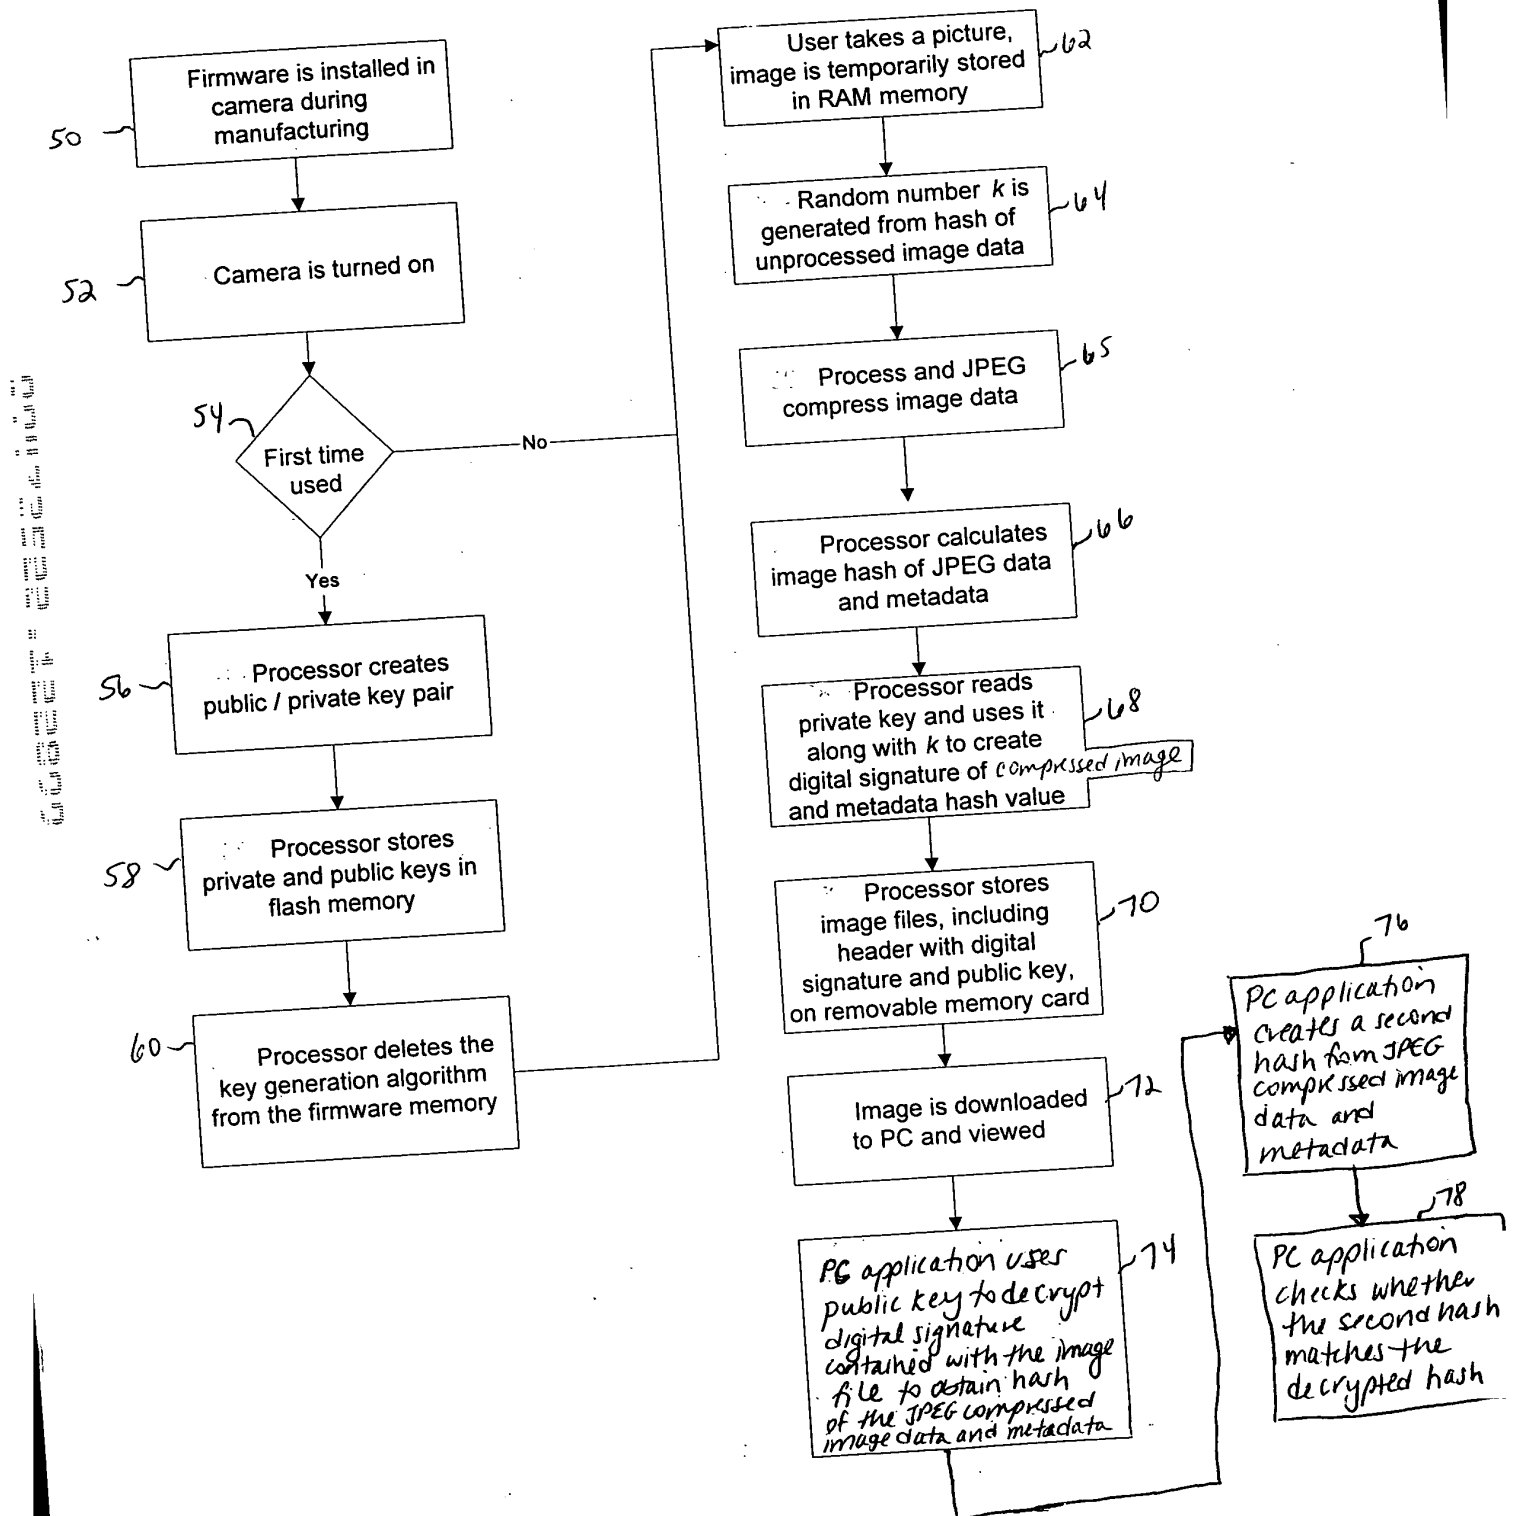 50
Firmware is installed in
camera during
manufacturing
52
Camera is turned on
54
First time
used
No
Yes
56
Processor creates
public / private key pair
58
Processor stores
private and public keys in
flash memory
60
Processor deletes the
key generation algorithm
from the firmware memory
62
User takes a picture,
image is temporarily stored
in RAM memory
64
Random number k is
generated from hash of
unprocessed image data
65
Process and JPEG
compress image data
66
Processor calculates
image hash of JPEG data
and metadata
68
Processor reads
private key and uses it
along with k to create
digital signature of compressed image
and metadata hash value
70
Processor stores
image files, including
header with digital
signature and public key,
on removable memory card
72
Image is downloaded
to PC and viewed
74
PC application uses
public key to decrypt
digital signature
contained with the image
file to obtain hash
of the JPEG compressed
image data and metadata
76
PC application
creates a second
hash from JPEG
compressed image
data and
metadata
78
PC application
checks whether
the second hash
matches the
decrypted hash